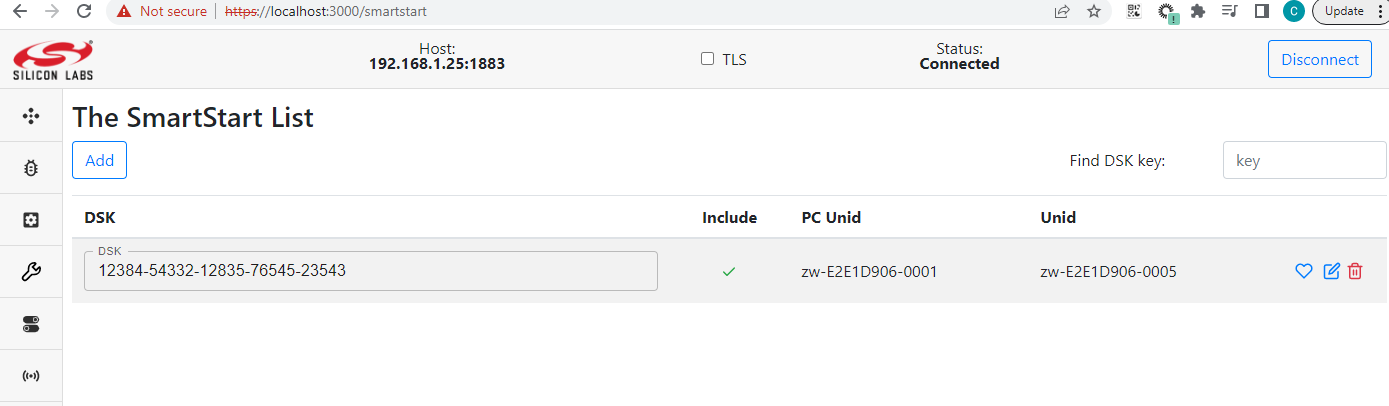 Not secure | https://localhost:3000/smartstart
C
Update
SILICON LABS
Host:
192.168.1.25:1883
TLS
Status:
Connected
Disconnect
The SmartStart List
Add
Find DSK key:
key
DSK Include PC Unid Unid
DSK
12384-54332-12835-76545-23543 zw-E2E1D906-0001 zw-E2E1D906-0005